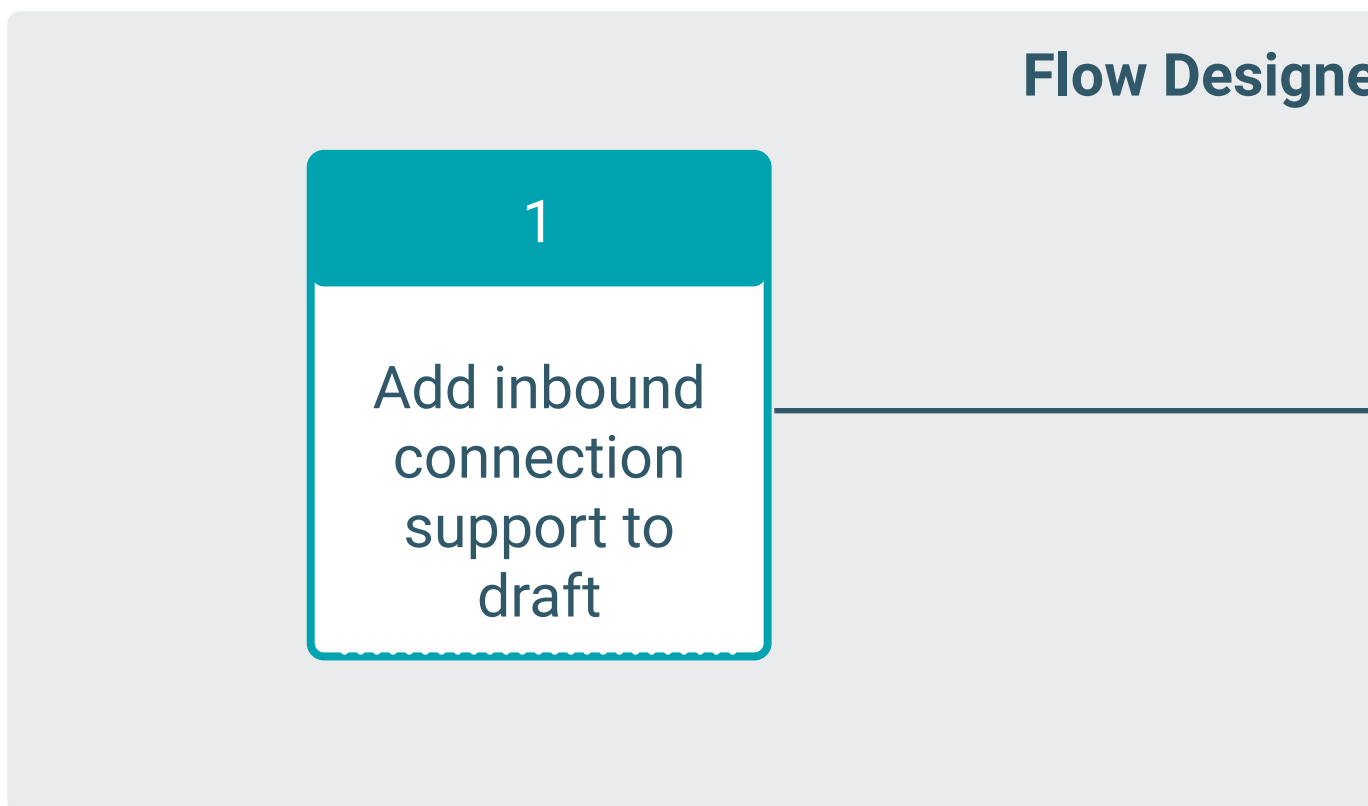 Flow Designe
1
Add inbound
connection
support to
draft